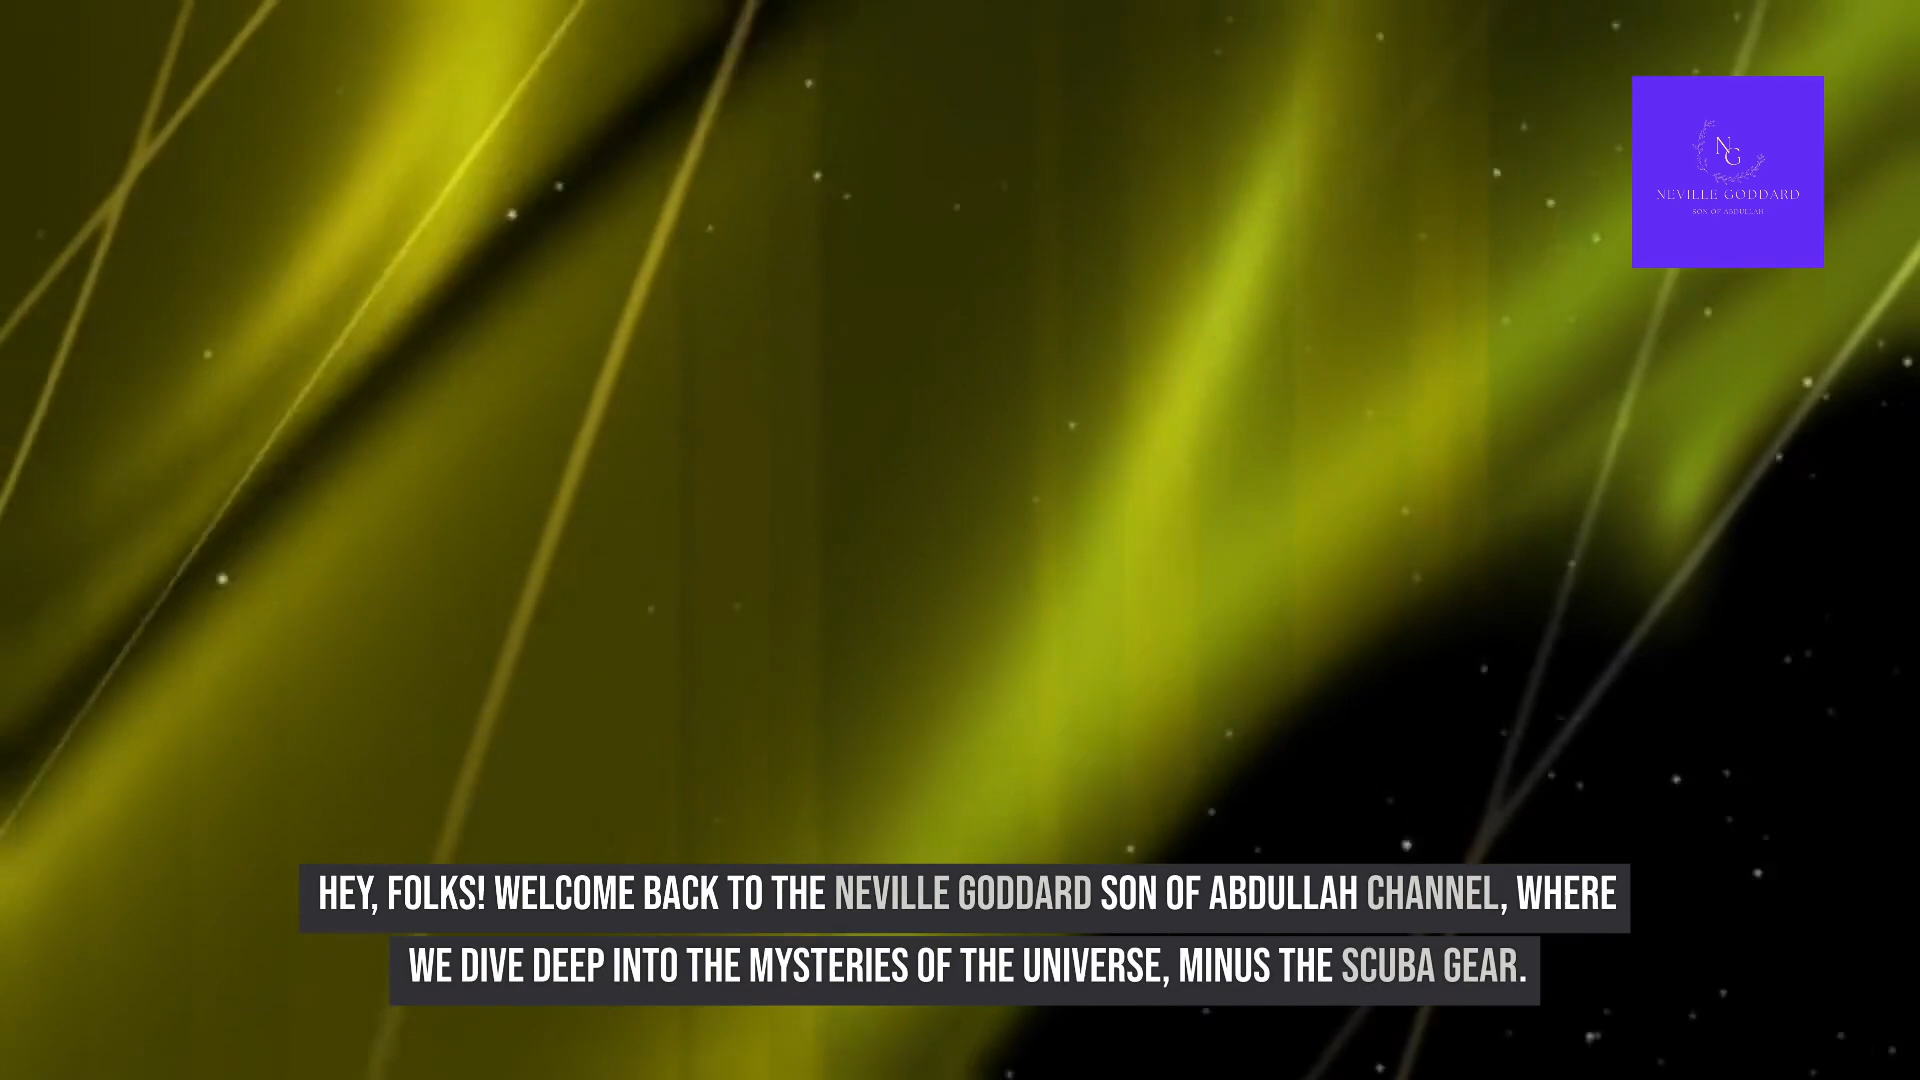 NG
NEVILLE GODDARD
SON OF ABDULLAH
HEY, FOLKS! WELCOME BACK TO THE NEVILLE GODDARD SON OF ABDULLAH CHANNEL, WHERE
WE DIVE DEEP INTO THE MYSTERIES OF THE UNIVERSE, MINUS THE SCUBA GEAR.